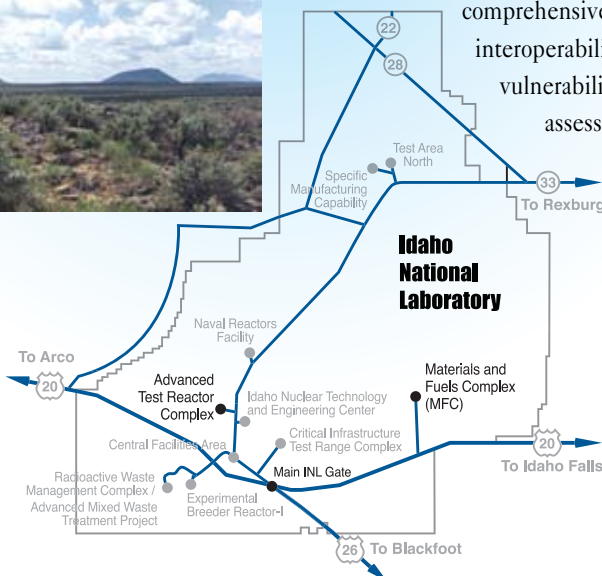 comprehensive
interoperabili
vulnerabili
assess
22
28
Test Area
North
Specific
Manufacturing
Capability
33
To Rexburg
Idaho
National
Laboratory
Naval Reactors
Facility
To Arco
20
Advanced
Test Reactor
Complex
Idaho Nuclear Technology
and Engineering Center
Materials and
Fuels Complex
(MFC)
Central Facilities Area
Critical Infrastructure
Test Range Complex
20
To Idaho Falls
Main INL Gate
Radioactive Waste
Management Complex /
Advanced Mixed Waste
Treatment Project
Experimental
Breeder Reactor-I
26
To Blackfoot